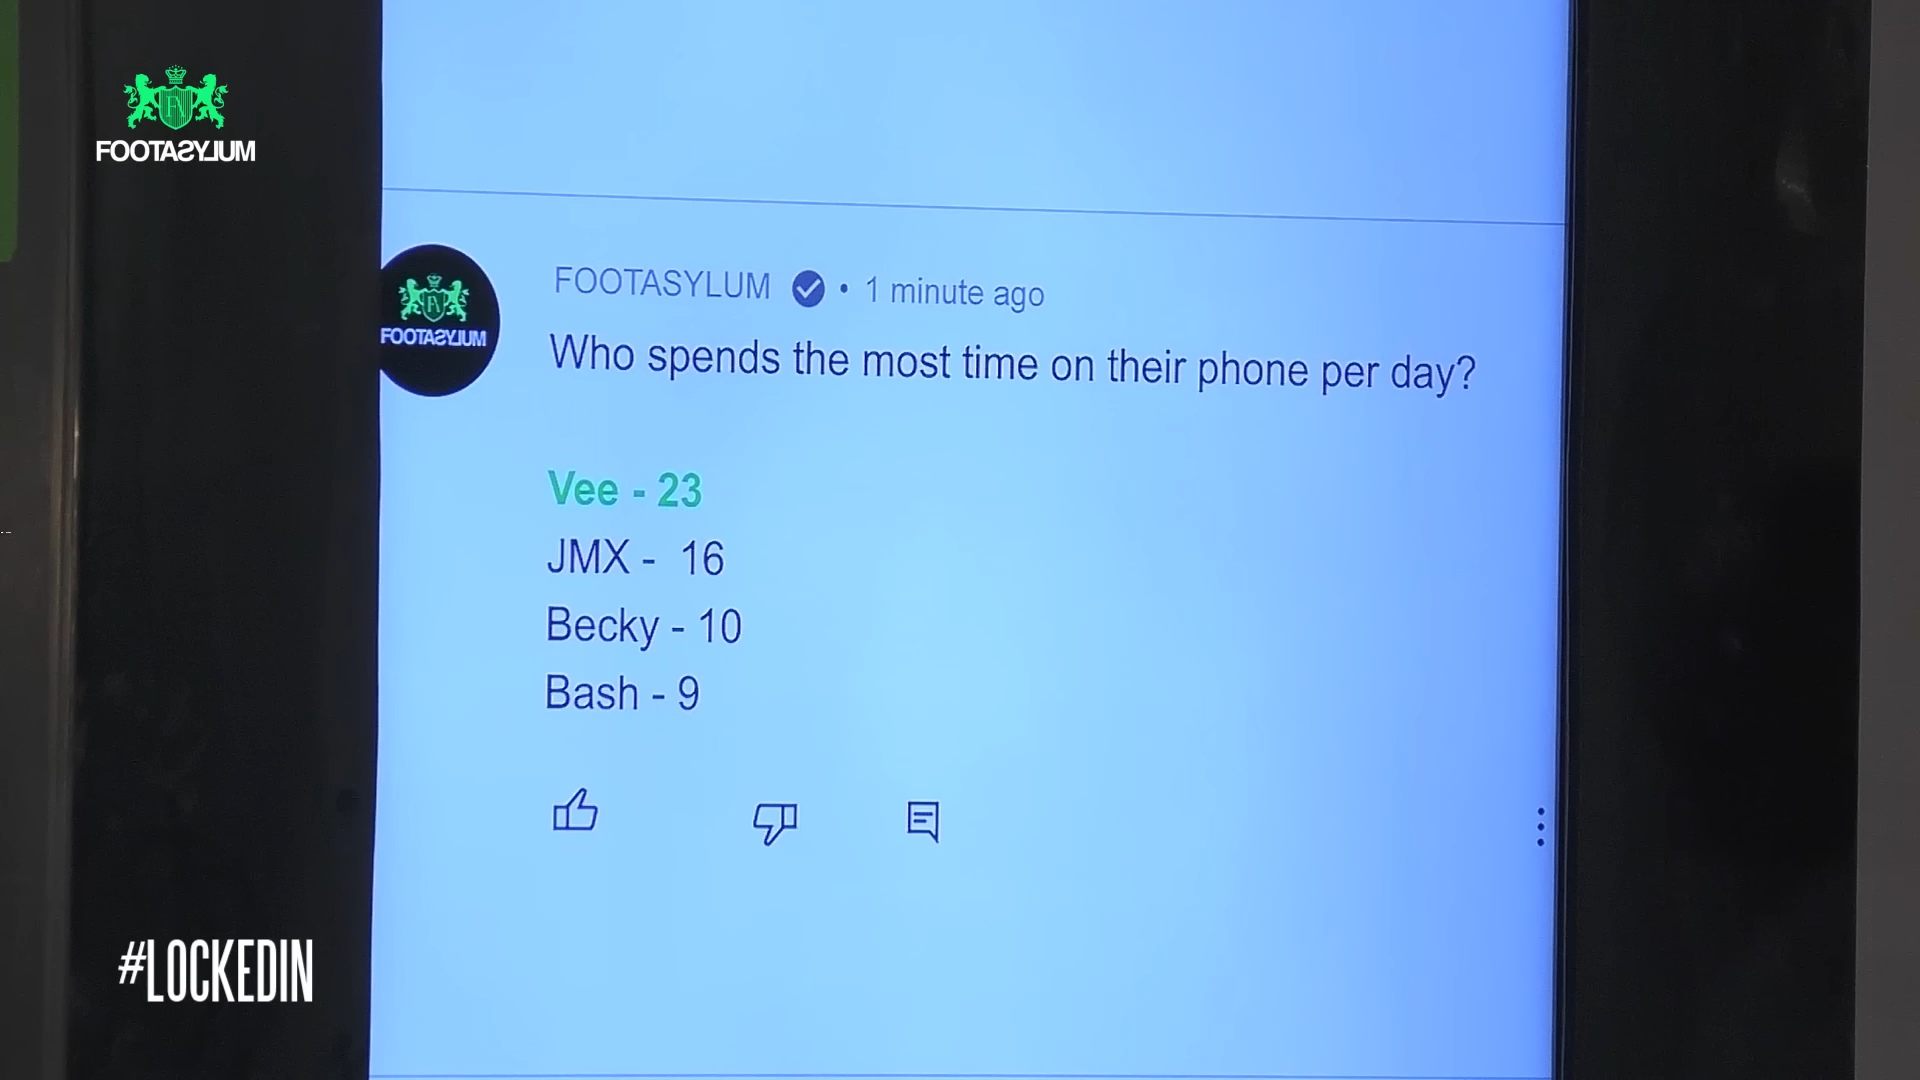 FOOTASYLUM
FOOTASYLUM • 1 minute ago
FOOTASYLUM
Who spends the most time on their phone per day?
Vee - 23
JMX - 16
Becky - 10
Bash - 9
#LOCKEDIN